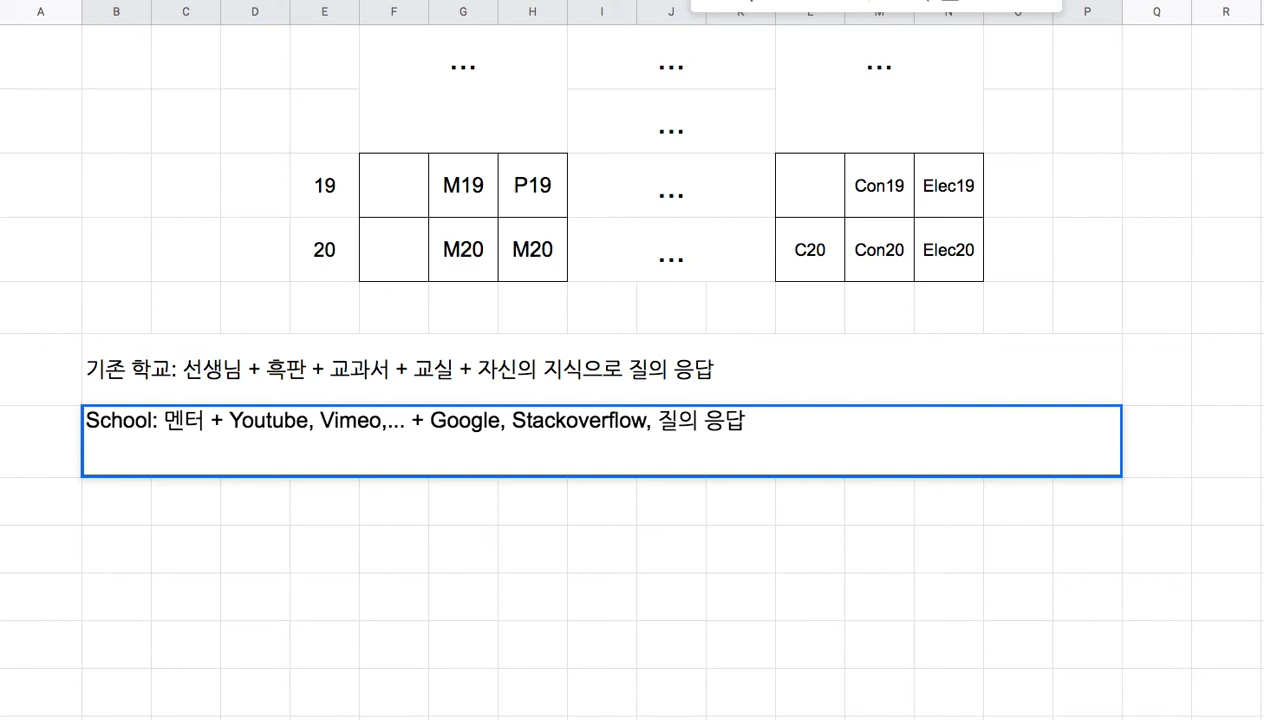 A B C D E F G H I J K L M N O P Q R
... ... ...
...
19 M19 P19 ... Con19 Elec19
20 M20 M20 ... C20 Con20 Elec20
기존 학교: 선생님 + 흑판 + 교과서 + 교실 + 자신의 지식으로 질의 응답
School: 멘터 + Youtube, Vimeo,... + Google, Stackoverflow, 질의 응답